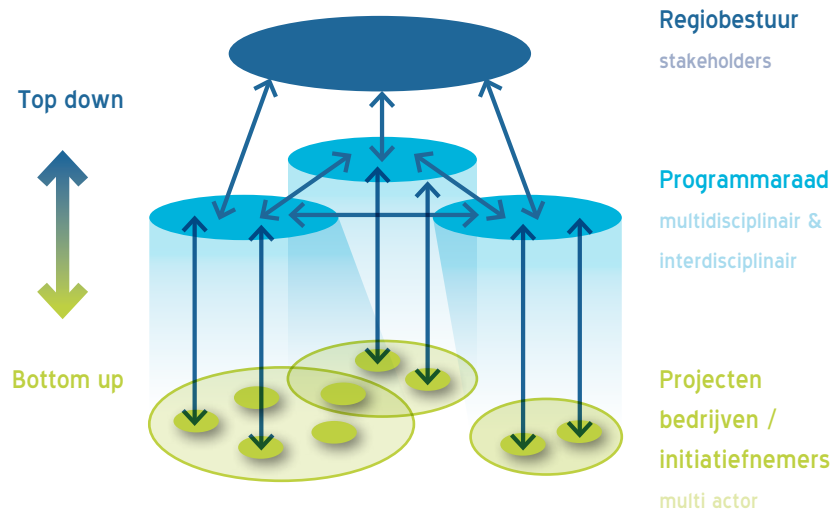 Regiobestuur
stakeholders
Top down
Programmaraad
multidisciplinair &
interdisciplinair
Bottom up
Projecten
bedrijven /
initiatiefnemers
multi actor